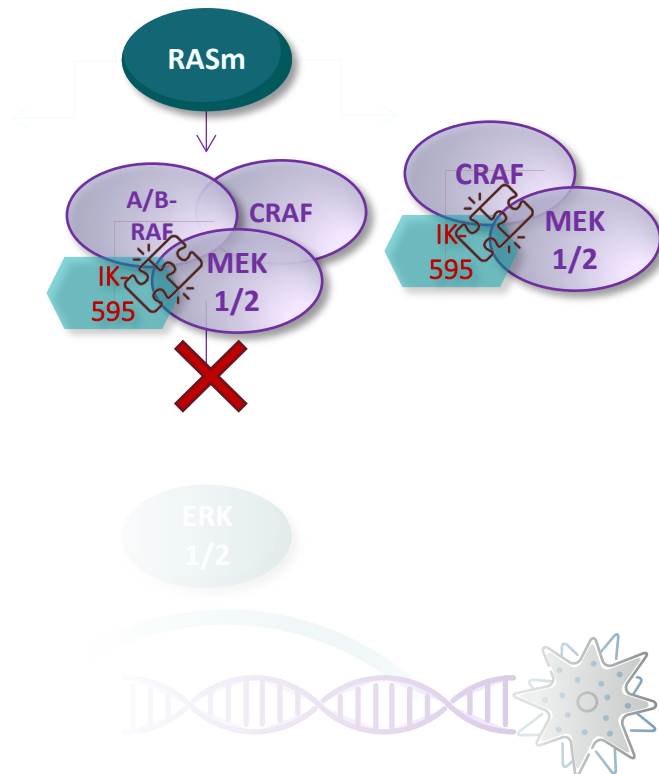 RASm
A/B-
RAF
CRAF
IK-
595
MEK
1/2
CRAF
IK-
595
MEK
1/2
ERK
1/2